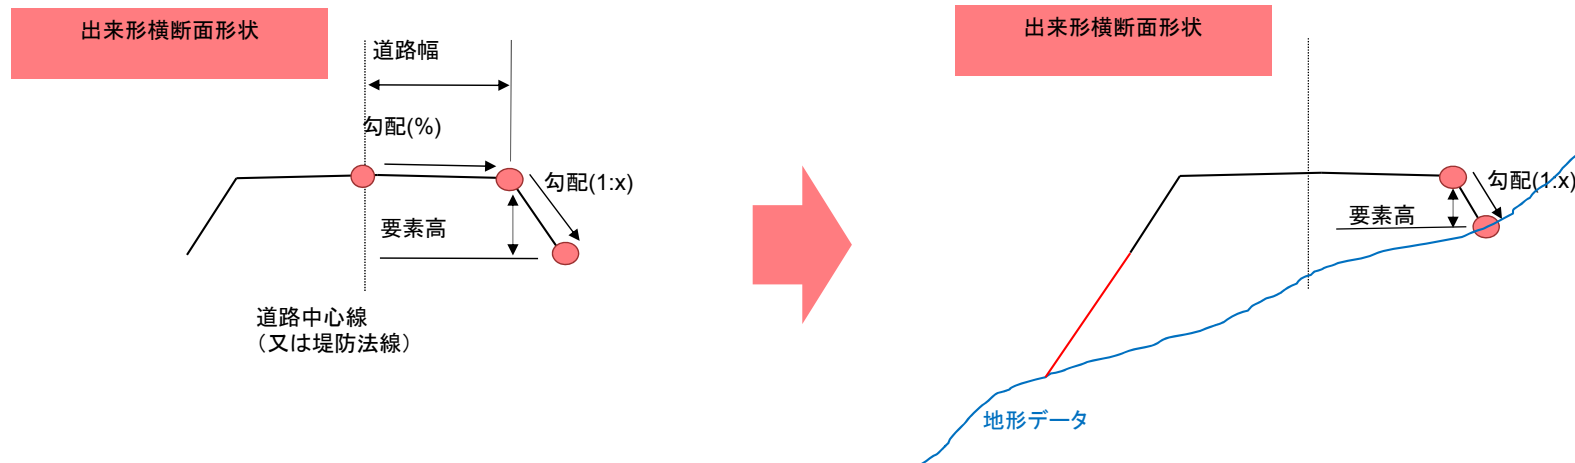 出来形横断面形状
道路幅
勾配(%)
勾配(1:x)
要素高
道路中心線
（又は堤防法線）
出来形横断面形状
勾配(1:x)
要素高
地形データ